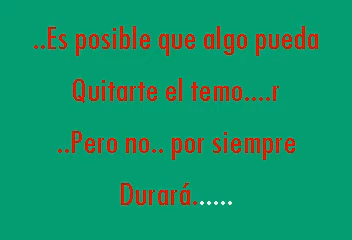 ..Es posible que algo pueda
Quitarte el temo....r
..Pero no.. por siempre
Durará......